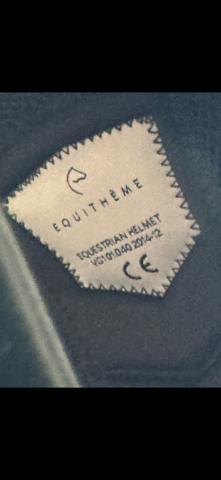 EQUITHÈME
EQUESTRIAN HELMET
VG1 01.040 2014-12
CE